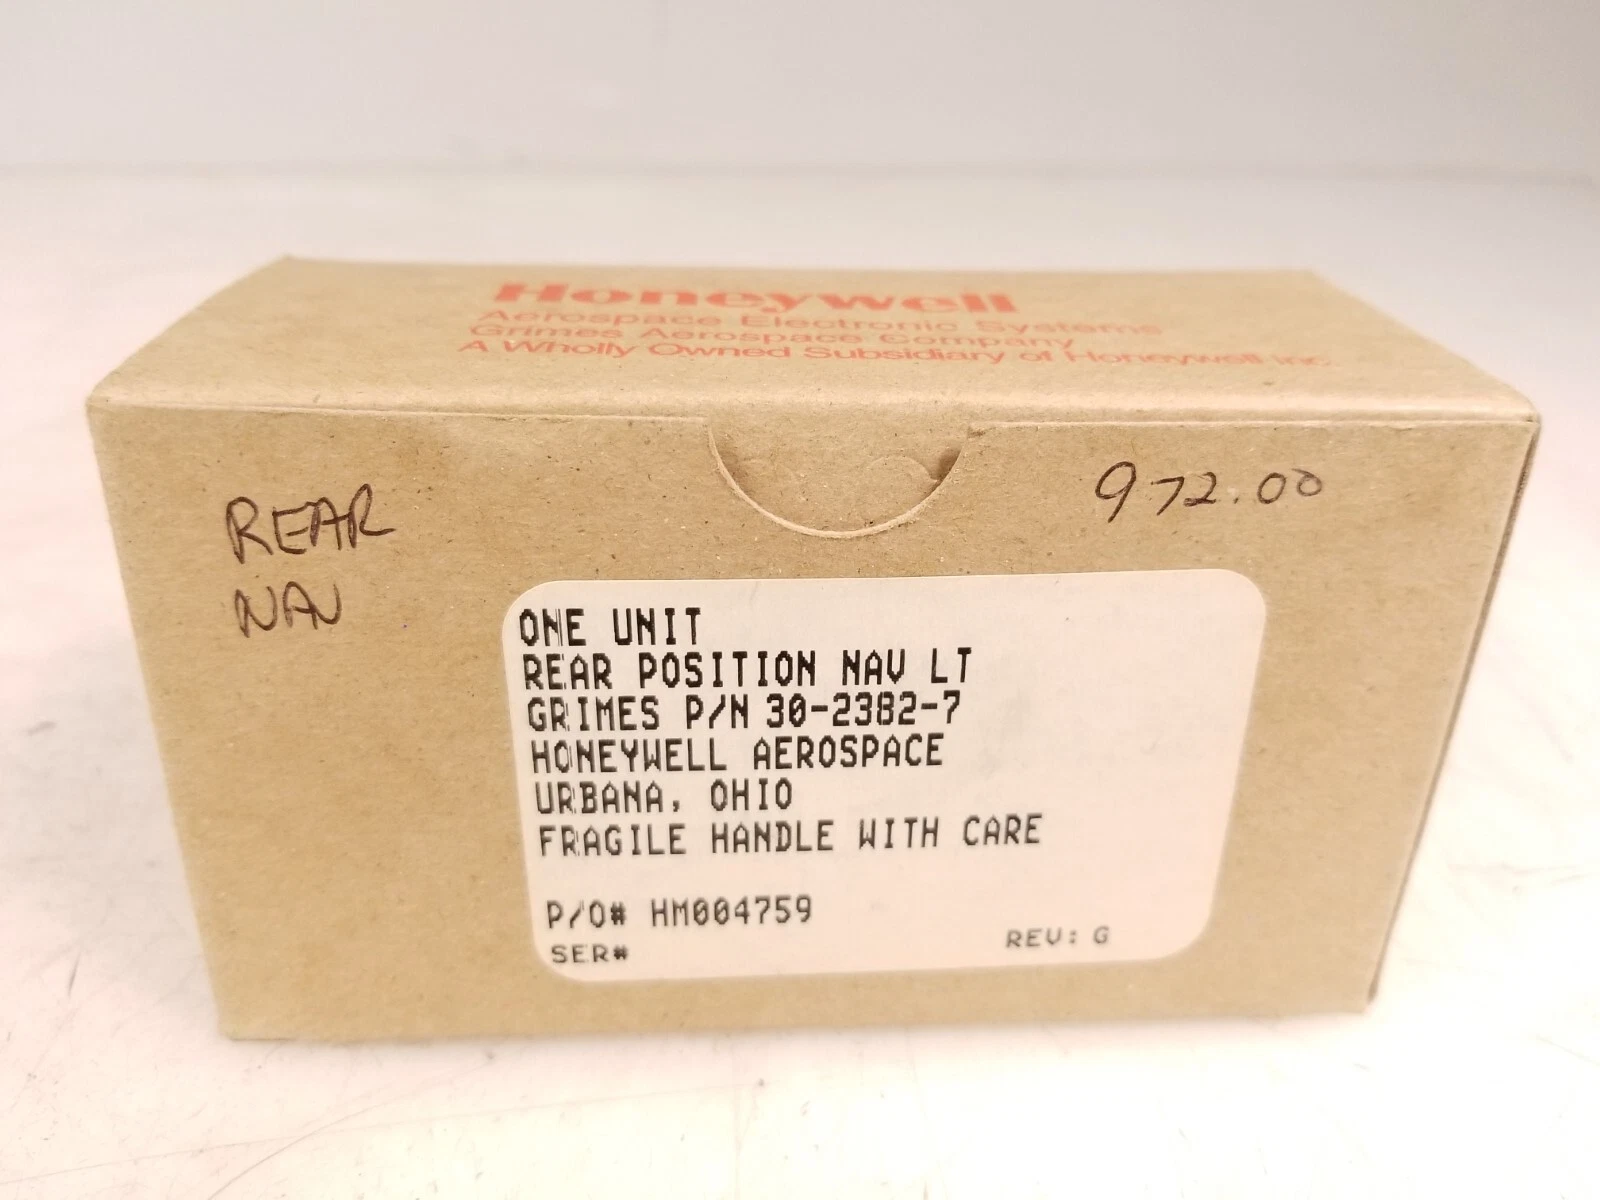 Honeywell
Aerospace Electronic Systems
Grimes Aerospace Company
A Wholly Owned Subsidiary of Honeywell Inc.
REAR
NAV
972.00
ONE UNIT
REAR POSITION NAV LT
GRIMES P/N 30-2382-7
HONEYWELL AEROSPACE
URBANA, OHIO
FRAGILE HANDLE WITH CARE
P/O# HM004759
SER#
REV: G